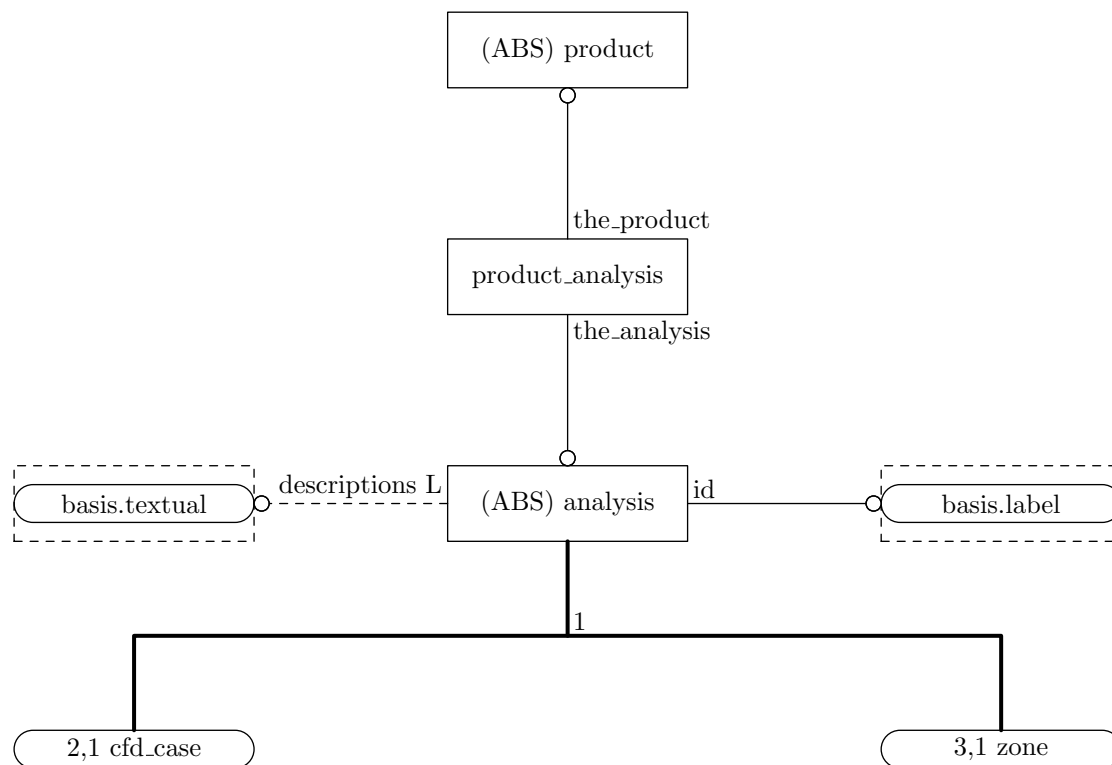 (ABS) product
the_product
product_analysis
the_analysis
descriptions L
basis.textual
(ABS) analysis
id
basis.label
1
2,1 cfd_case
3,1 zone